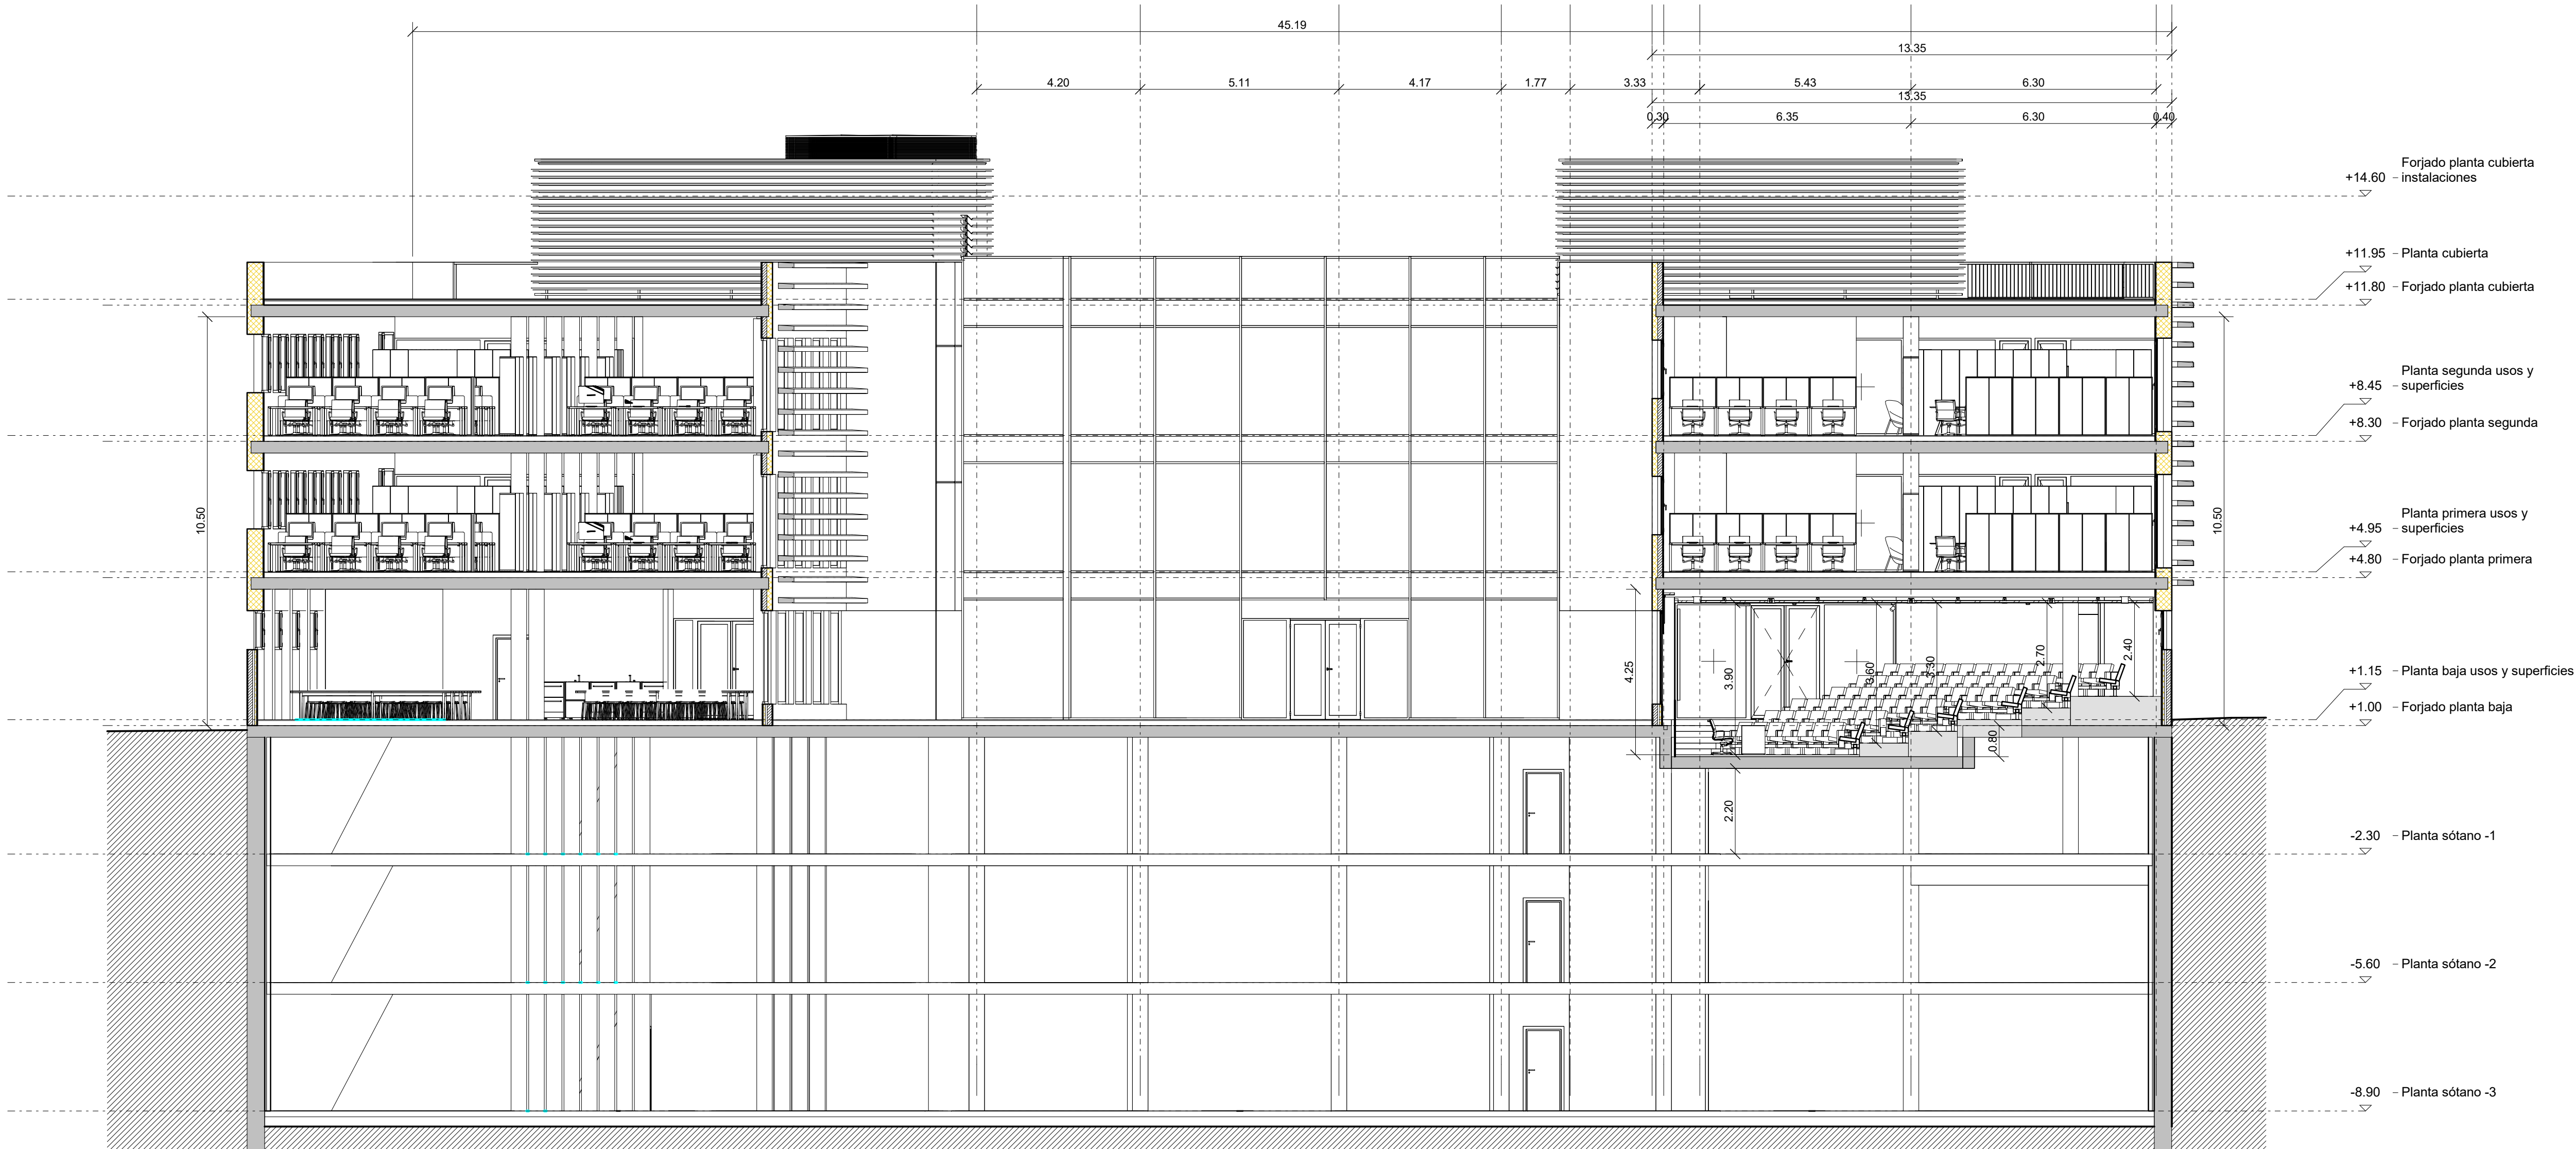 45.19
13.35
4.20
5.11
4.17
1.77
3.33
5.43
6.30
13.35
0.30
6.35
6.30
0.40
Forjado planta cubierta
+14.60 instalaciones
+11.95 Planta cubierta
+11.80 Forjado planta cubierta
Planta segunda usos y
+8.45 superficies
+8.30 Forjado planta segunda
10.50
10.50
Planta primera usos y
+4.95 superficies
+4.80 Forjado planta primera
4.25
3.90
3.60
3.30
2.70
2.40
+1.15 Planta baja usos y superficies
+1.00 Forjado planta baja
0.80
2.20
-2.30 Planta sótano -1
-5.60 Planta sótano -2
-8.90 Planta sótano -3